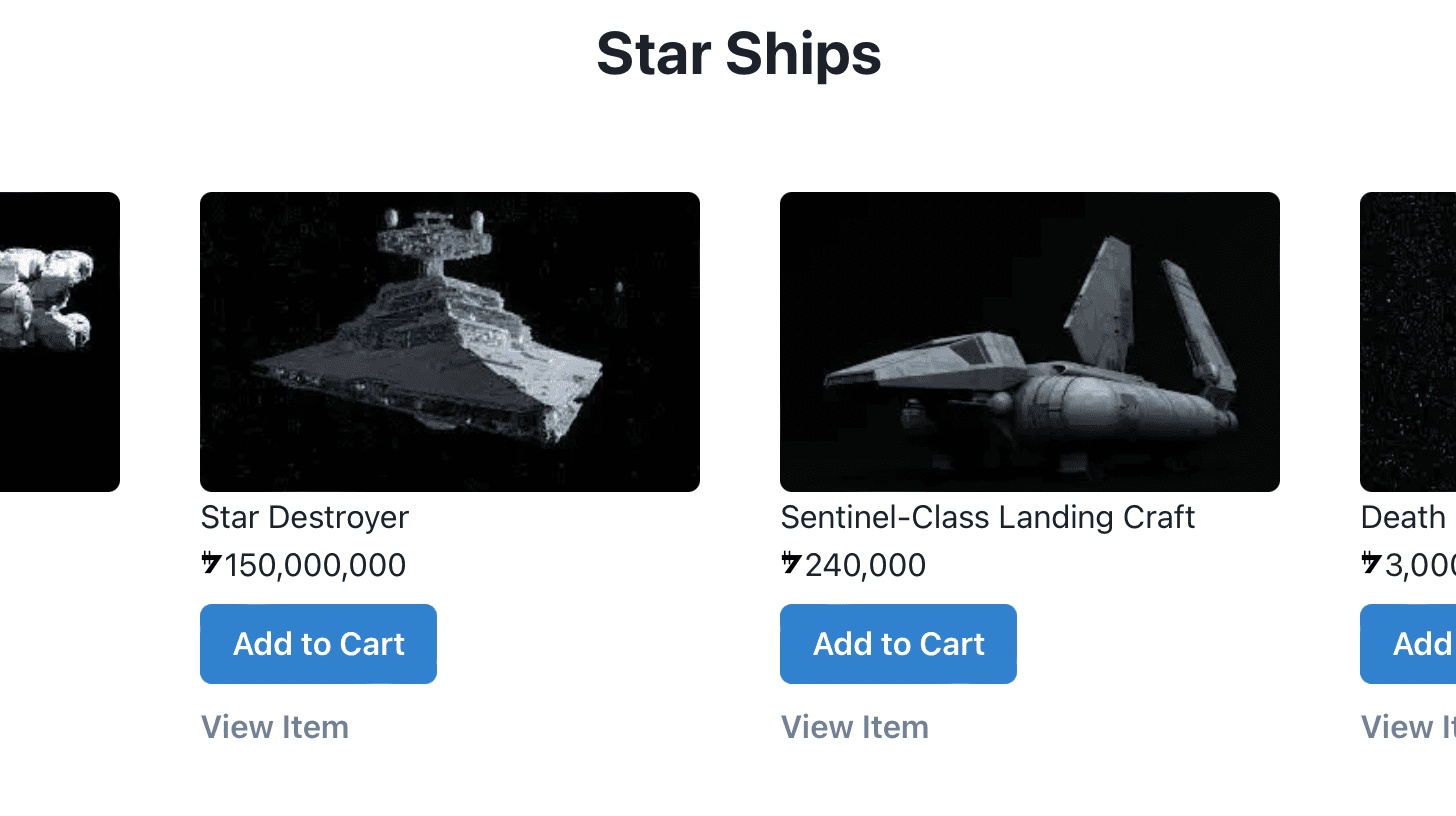 Star Ships
Star Destroyer
150,000,000
Add to Cart
View Item
Sentinel-Class Landing Craft
240,000
Add to Cart
View Item
Death
3,000
Add
View